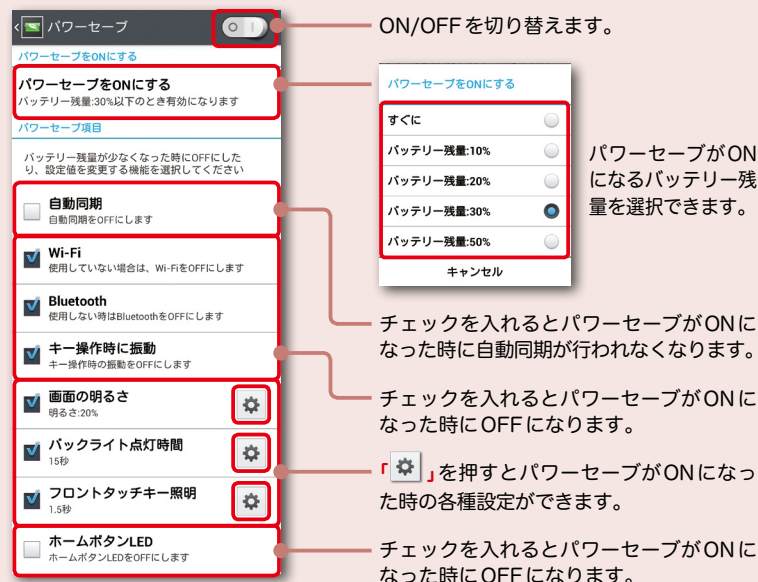 パワーセーブ
パワーセーブをONにする
パワーセーブをONにする
バッテリー残量:30%以下のとき有効になります
パワーセーブ項目
バッテリー残量が少なくなった時にOFFにした
り、設定値を変更する機能を選択してください
自動同期
自動同期をOFFにします
Wi-Fi
使用していない場合は、Wi-FiをOFFにします
Bluetooth
使用しない時はBluetoothをOFFにします
キー操作時に振動
キー操作時の振動をOFFにします
画面の明るさ
明るさ:20%
バックライト点灯時間
15秒
フロントタッチキー照明
1.5秒
ホームボタンLED
ホームボタンLEDをOFFにします
ON/OFFを切り替えます。
パワーセーブをONにする
すぐに
バッテリー残量:10%
バッテリー残量:20%
バッテリー残量:30%
バッテリー残量:50%
キャンセル
パワーセーブがON
になるバッテリー残
量を選択できます。
チェックを入れるとパワーセーブがONに
なった時に自動同期が行われなくなります。
チェックを入れるとパワーセーブがONに
なった時にOFFになります。
「 」を押すとパワーセーブがONになっ
た時の各種設定ができます。
チェックを入れるとパワーセーブがONに
なった時にOFFになります。